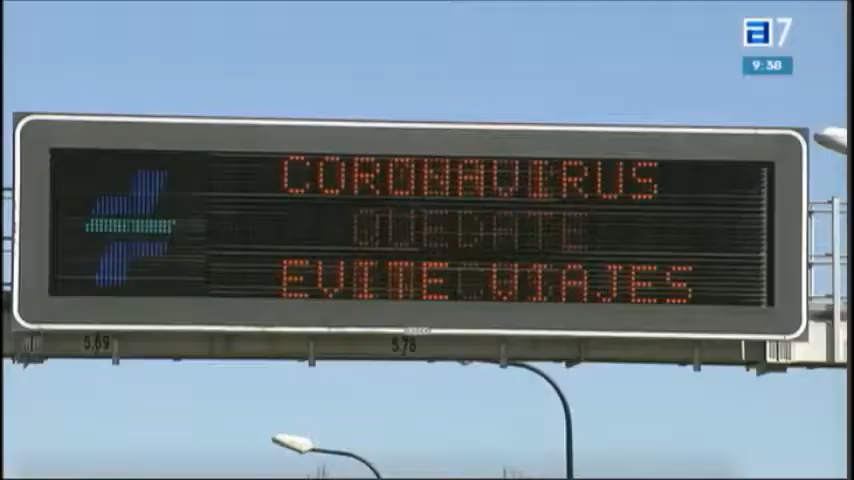 a7
9:38
CORONAVIRUS
QUEDATE
EVITE VIAJES
5.69
5.78